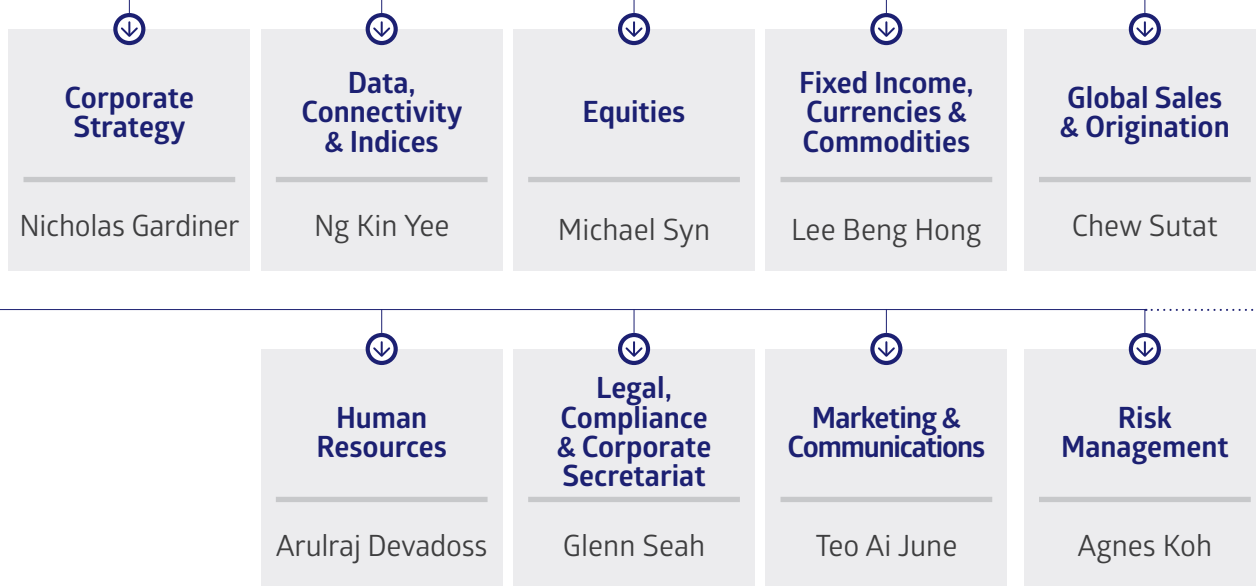 Corporate
Strategy
Nicholas Gardiner
Data,
Connectivity
& Indices
Ng Kin Yee
Equities
Michael Syn
Fixed Income,
Currencies &
Commodities
Lee Beng Hong
Global Sales
& Origination
Chew Sutat
Human
Resources
Arulraj Devadoss
Legal,
Compliance
& Corporate
Secretariat
Glenn Seah
Marketing &
Communications
Teo Ai June
Risk
Management
Agnes Koh